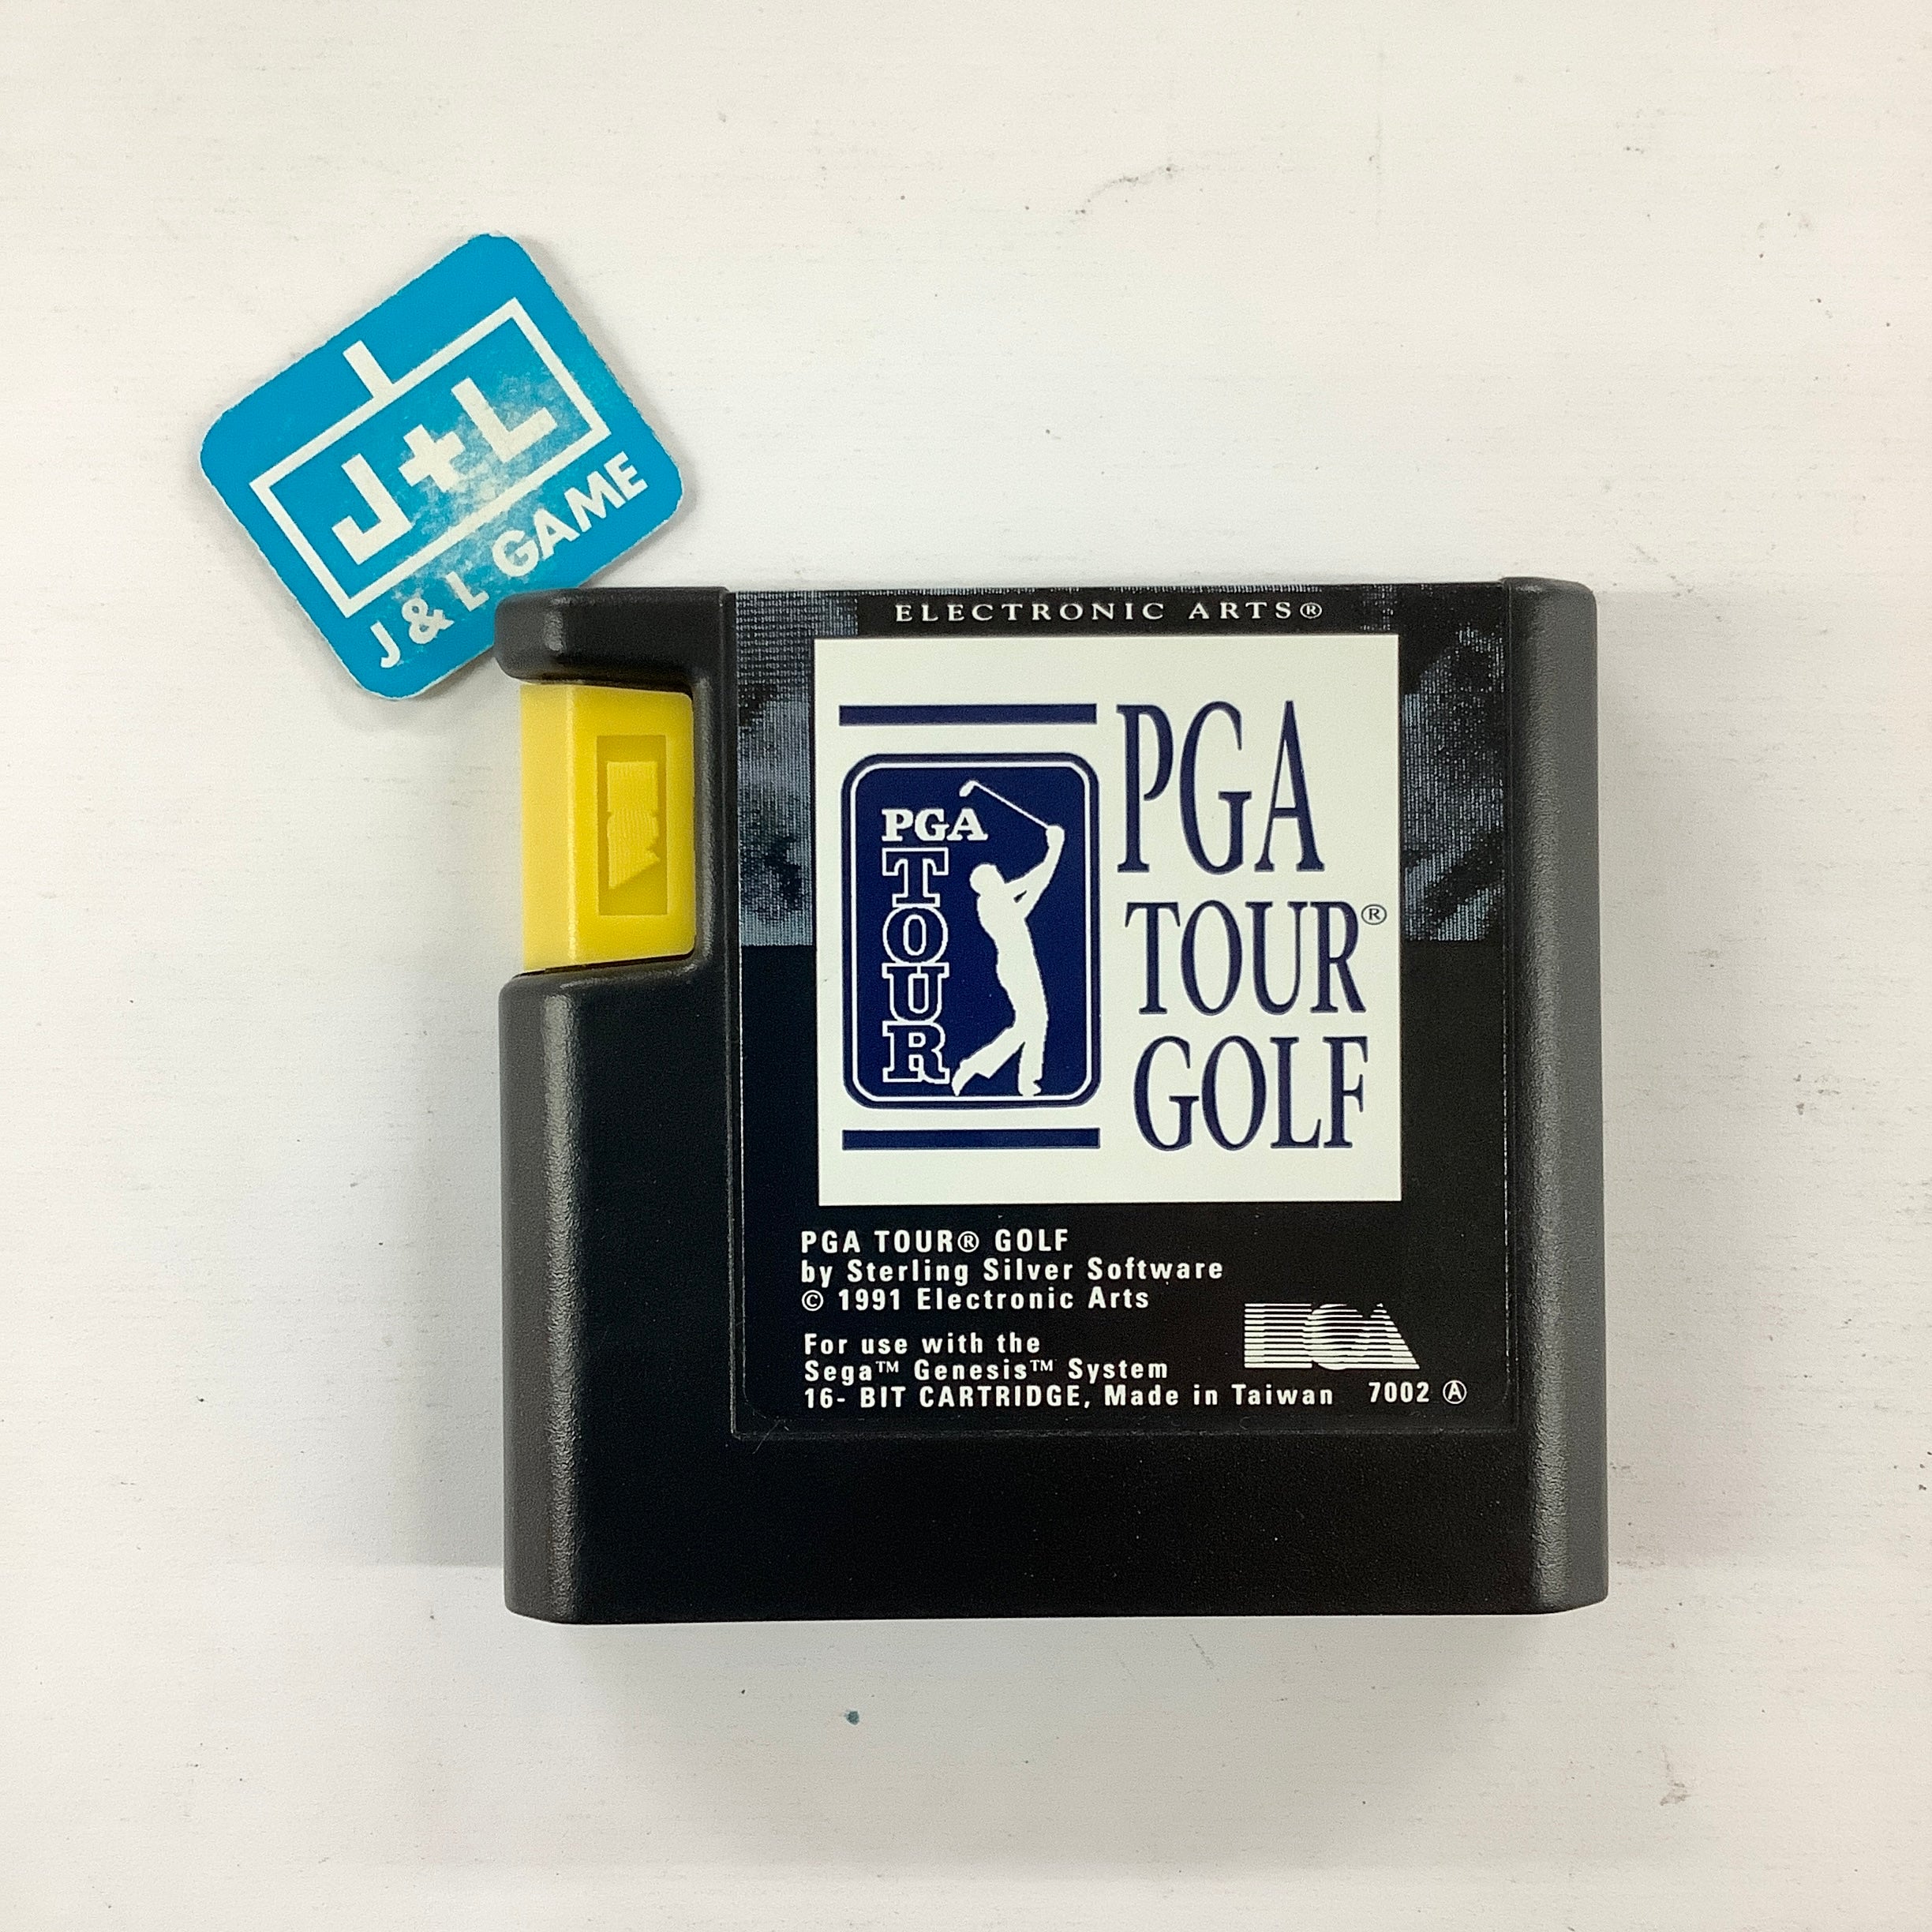 J+L
J & L GAME
ELECTRONIC ARTS®
PGA
TOUR
PGA
TOUR®
GOLF
PGA TOUR® GOLF
by Sterling Silver Software
© 1991 Electronic Arts
For use with the
Sega™ Genesis™ System
16- BIT CARTRIDGE, Made in Taiwan 7002 Ⓐ
EA